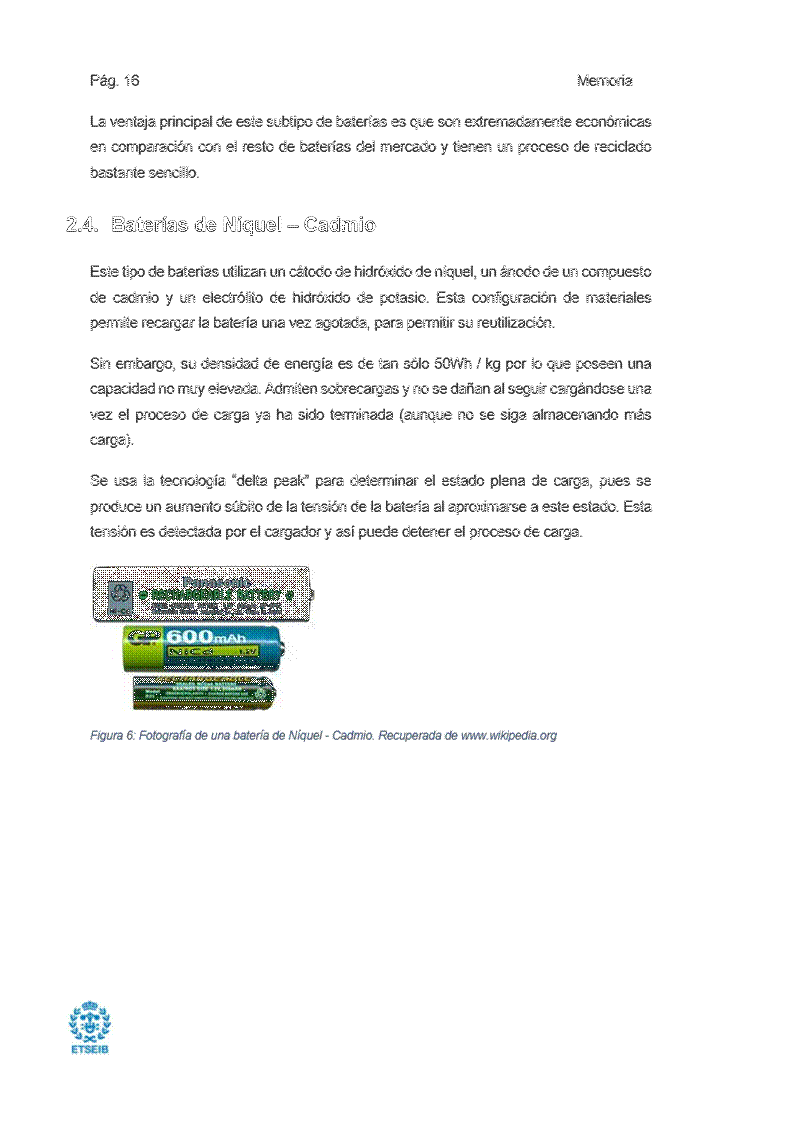 Pág. 16 Memoria
La ventaja principal de este subtipo de baterías es que son extremadamente económicas
en comparación con el resto de baterías del mercado y tienen un proceso de reciclado
bastante sencillo.
2.4. Baterías de Níquel – Cadmio
Este tipo de baterías utilizan un cátodo de hidróxido de níquel, un ánodo de un compuesto
de cadmio y un electrólito de hidróxido de potasio. Esta configuración de materiales
permite recargar la batería una vez agotada, para permitir su reutilización.
Sin embargo, su densidad de energía es de tan sólo 50Wh / kg por lo que poseen una
capacidad no muy elevada. Admiten sobrecargas y no se dañan al seguir cargándose una
vez el proceso de carga ya ha sido terminada (aunque no se siga almacenando más
carga).
Se usa la tecnología “delta peak” para determinar el estado plena de carga, pues se
produce un aumento súbito de la tensión de la batería al aproximarse a este estado. Esta
tensión es detectada por el cargador y así puede detener el proceso de carga.
Panasonic
RECHARGEABLE BATTERY
GP 600mAh
NiCd 1.2V
Figura 6: Fotografía de una batería de Níquel - Cadmio. Recuperada de www.wikipedia.org
ETSEIB